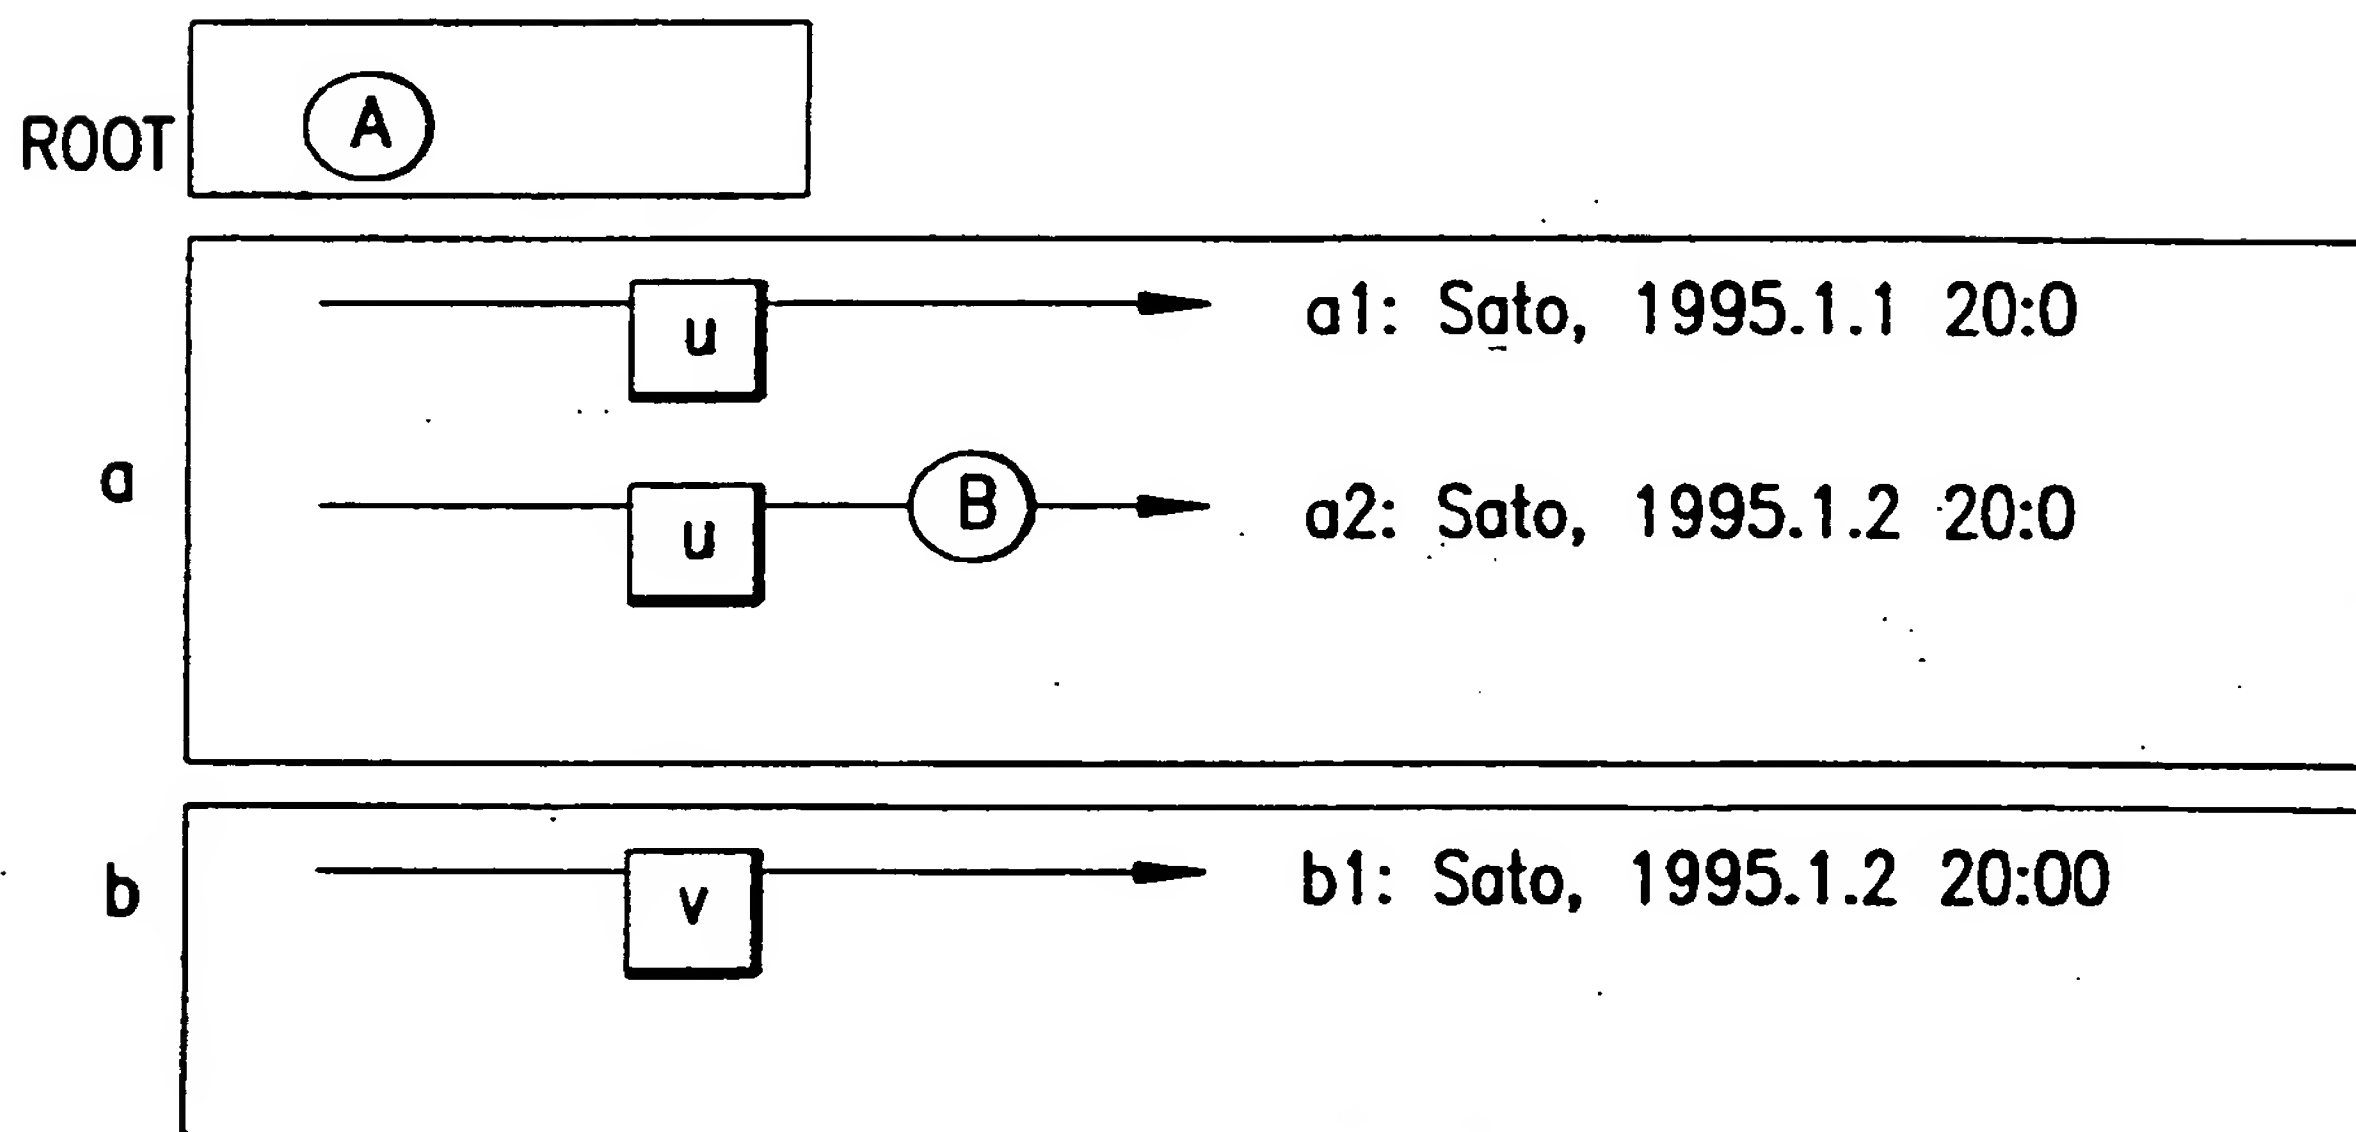 A
ROOT
u a1: Sato, 1995.1.1 20:0
a
u B a2: Sato, 1995.1.2 20:0
b
v b1: Sato, 1995.1.2 20:00